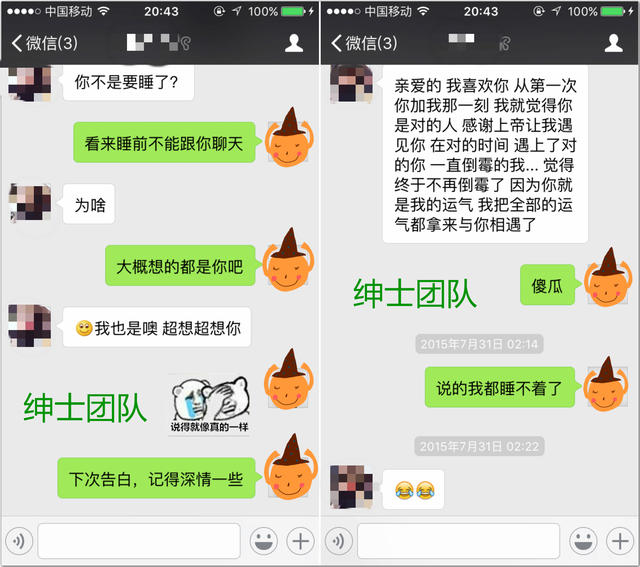 中国移动 20:43 100%
微信(3)
你不是要睡了?
看来睡前不能跟你聊天
为啥
大概想的都是你吧
我也是噢 超想超想你
绅士团队
说得就像真的一样
下次告白，记得深情一些
中国移动 20:43 100%
微信(3)
亲爱的 我喜欢你 从第一次
你加我那一刻 我就觉得你
是对的人 感谢上帝让我遇
见你 在对的时间 遇上了对
的你 一直倒霉的我... 觉得
终于不再倒霉了 因为你就
是我的运气 我把全部的运
气都拿来与你相遇了
绅士团队
傻瓜
2015年7月31日 02:14
说的我都睡不着了
2015年7月31日 02:22
😂😂